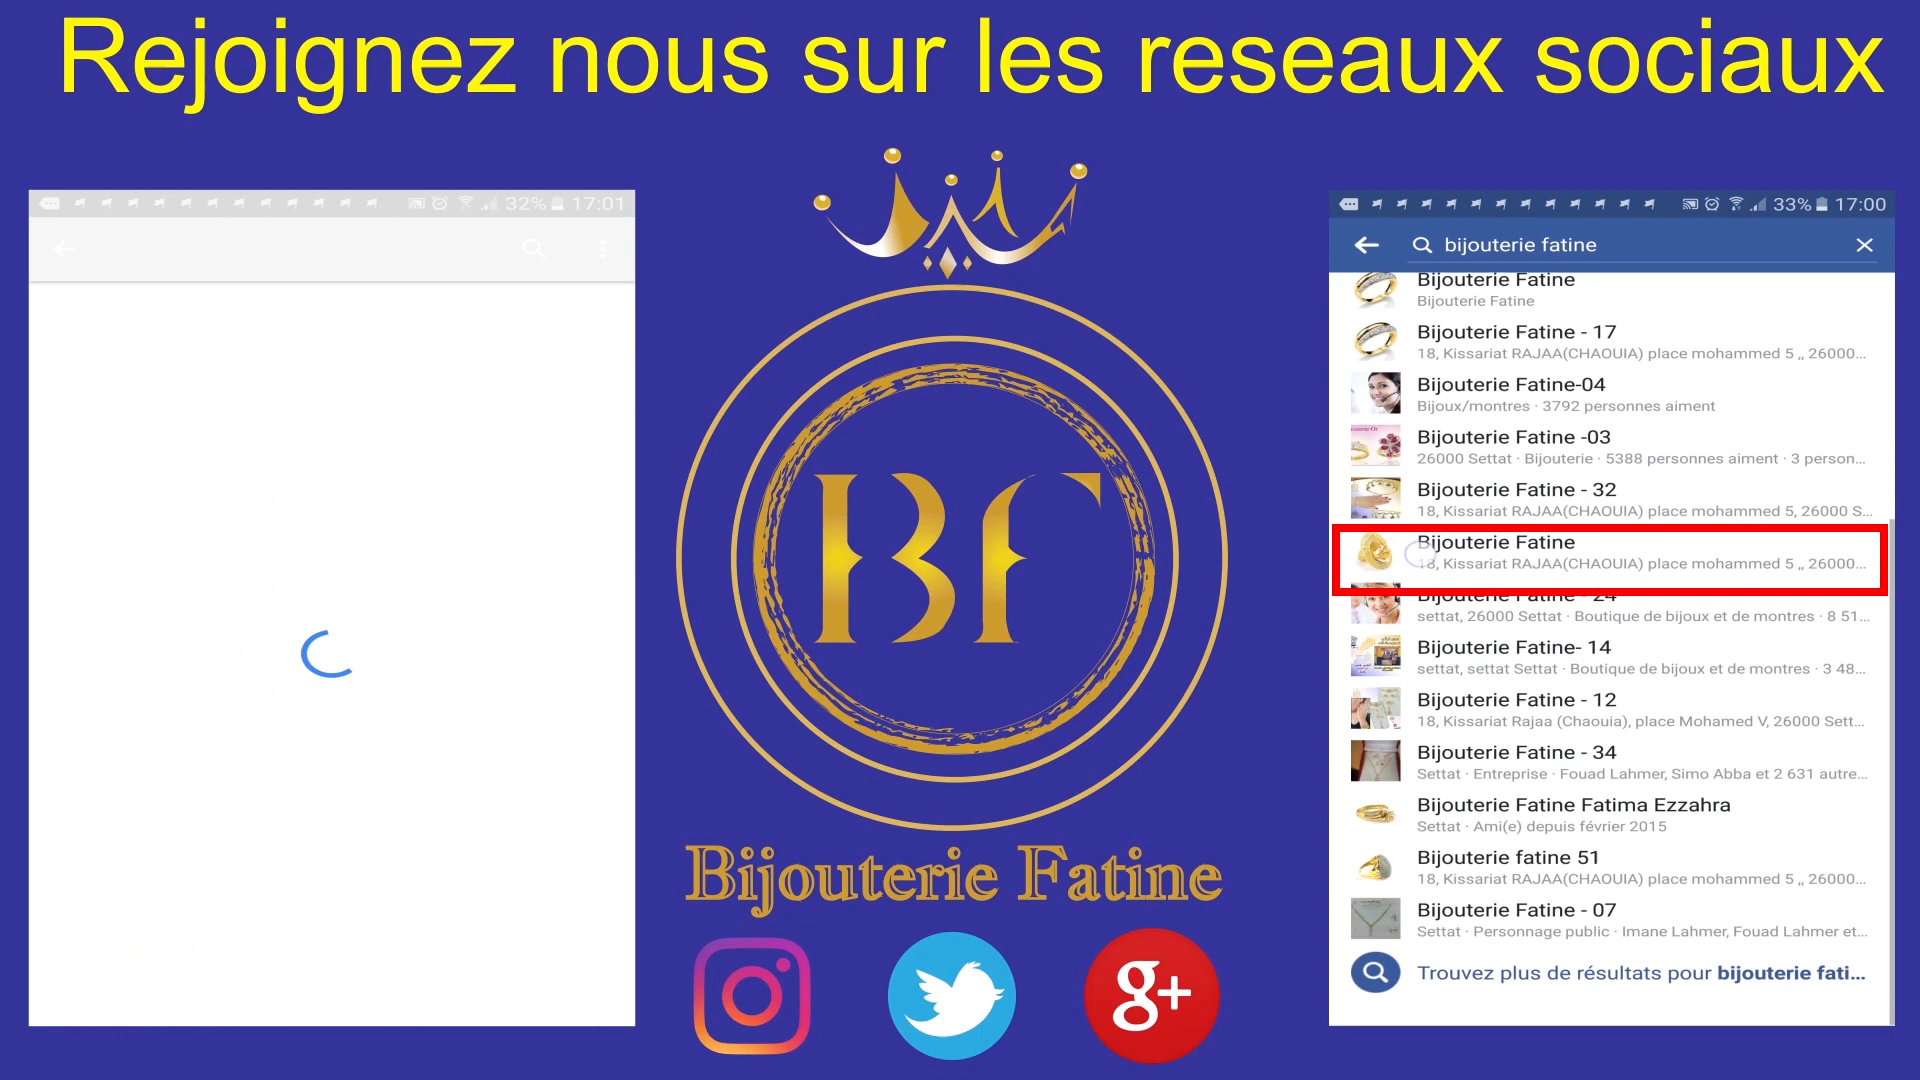 Rejoignez nous sur les reseaux sociaux
32% 17:01
BF
Bijouterie Fatine
g+
33% 17:00
bijouterie fatine
Bijouterie Fatine
Bijouterie Fatine
Bijouterie Fatine - 17
18, Kissariat RAJAA(CHAOUIA) place mohammed 5 ,, 26000...
Bijouterie Fatine-04
Bijoux/montres · 3792 personnes aiment
Bijouterie Fatine -03
26000 Settat · Bijouterie · 5388 personnes aiment · 3 person...
Bijouterie Fatine - 32
18, Kissariat RAJAA(CHAOUIA) place mohammed 5, 26000 S...
Bijouterie Fatine
18, Kissariat RAJAA(CHAOUIA) place mohammed 5 ,, 26000...
Bijouterie Fatine - 24
settat, 26000 Settat · Boutique de bijoux et de montres · 8 51...
Bijouterie Fatine- 14
settat, settat Settat · Boutique de bijoux et de montres · 3 48...
Bijouterie Fatine - 12
18, Kissariat Rajaa (Chaouia), place Mohamed V, 26000 Sett...
Bijouterie Fatine - 34
Settat · Entreprise · Fouad Lahmer, Simo Abba et 2 631 autre...
Bijouterie Fatine Fatima Ezzahra
Settat · Ami(e) depuis février 2015
Bijouterie fatine 51
18, Kissariat RAJAA(CHAOUIA) place mohammed 5 ,, 26000...
Bijouterie Fatine - 07
Settat · Personnage public · Imane Lahmer, Fouad Lahmer et...
Trouvez plus de résultats pour bijouterie fati...